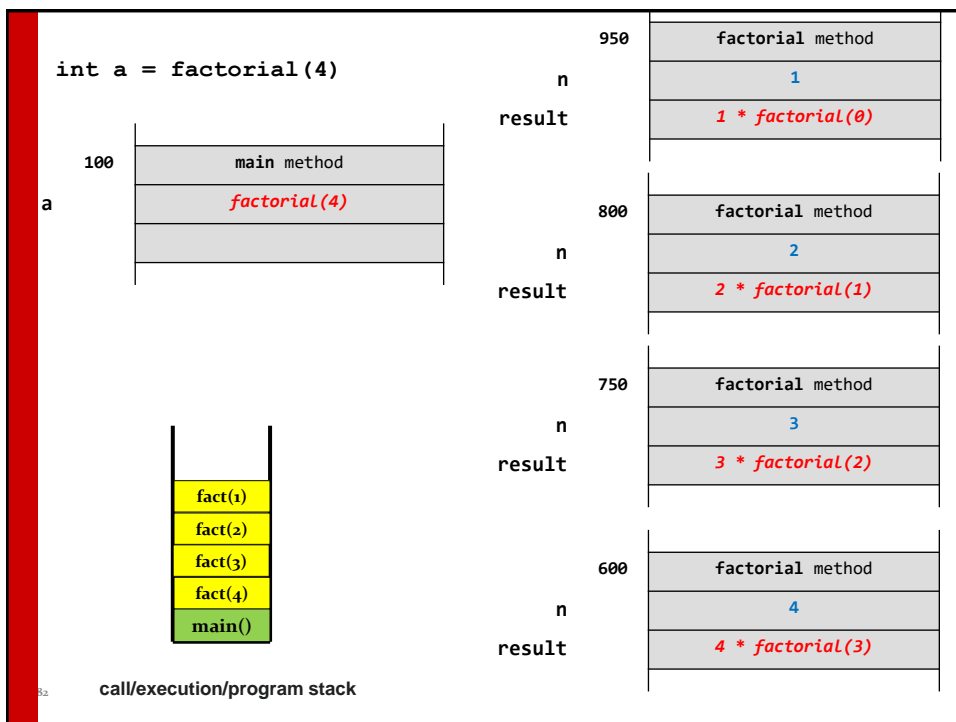 int a = factorial(4)
100 main method
a factorial(4)
950 factorial method
n 1
result 1 * factorial(0)
800 factorial method
n 2
result 2 * factorial(1)
750 factorial method
n 3
result 3 * factorial(2)
600 factorial method
n 4
result 4 * factorial(3)
fact(1)
fact(2)
fact(3)
fact(4)
main()
82 call/execution/program stack